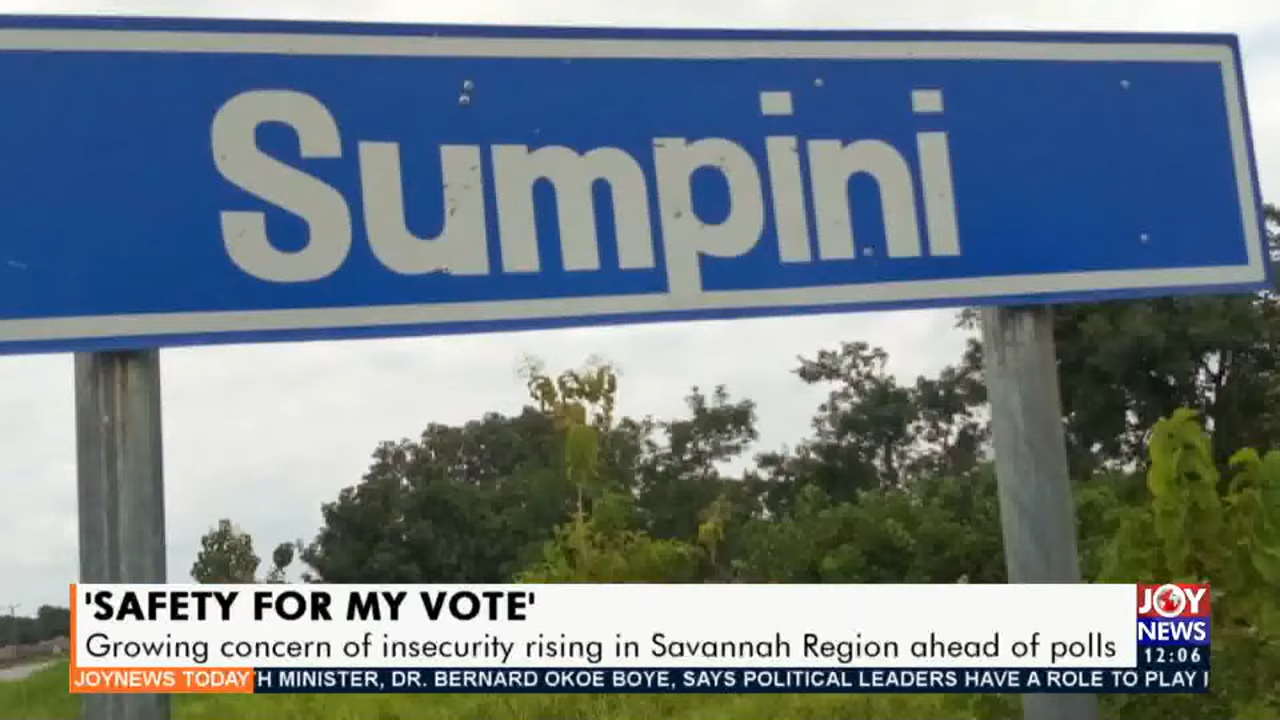 Sumpini
'SAFETY FOR MY VOTE'
Growing concern of insecurity rising in Savannah Region ahead of polls
JOY
NEWS
12:06
JOYNEWS TODAY
H MINISTER, DR. BERNARD OKOE BOYE, SAYS POLITICAL LEADERS HAVE A ROLE TO PLAY